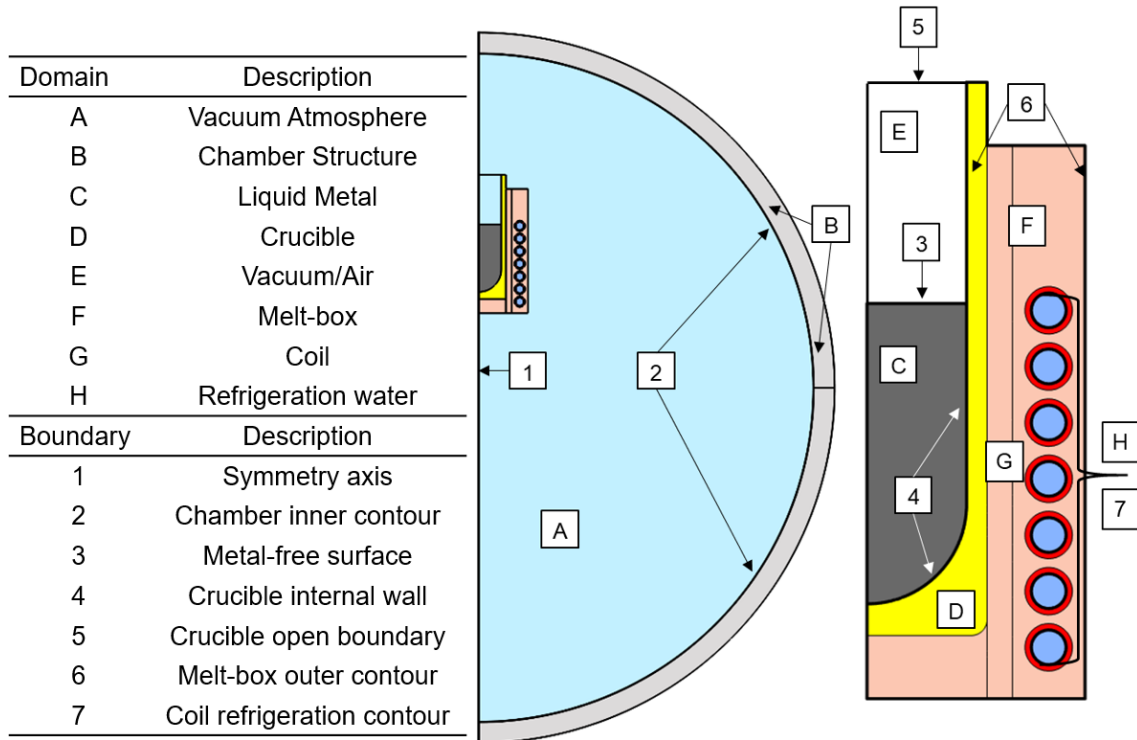 Domain Description
A Vacuum Atmosphere
B Chamber Structure
C Liquid Metal
D Crucible
E Vacuum/Air
F Melt-box
G Coil
H Refrigeration water
Boundary Description
1 Symmetry axis
2 Chamber inner contour
3 Metal-free surface
4 Crucible internal wall
5 Crucible open boundary
6 Melt-box outer contour
7 Coil refrigeration contour
B
1
2
A
5
6
E
F
3
C
G
H
4
7
D